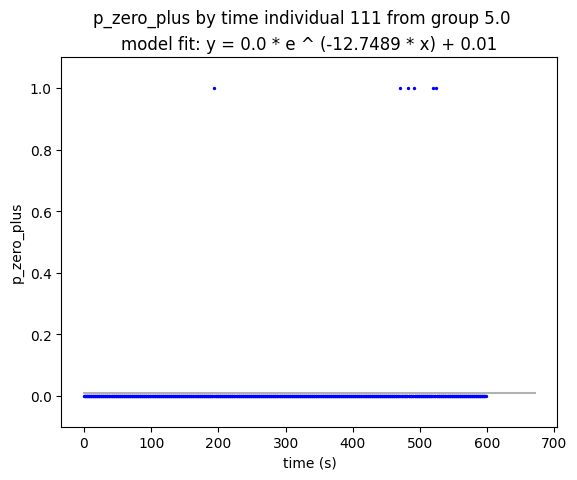 p_zero_plus by time individual 111 from group 5.0
model fit: y = 0.0 * e ^ (-12.7489 * x) + 0.01
1.0
0.8
0.6
0.4
0.2
0.0
p_zero_plus
0 100 200 300 400 500 600 700
time (s)